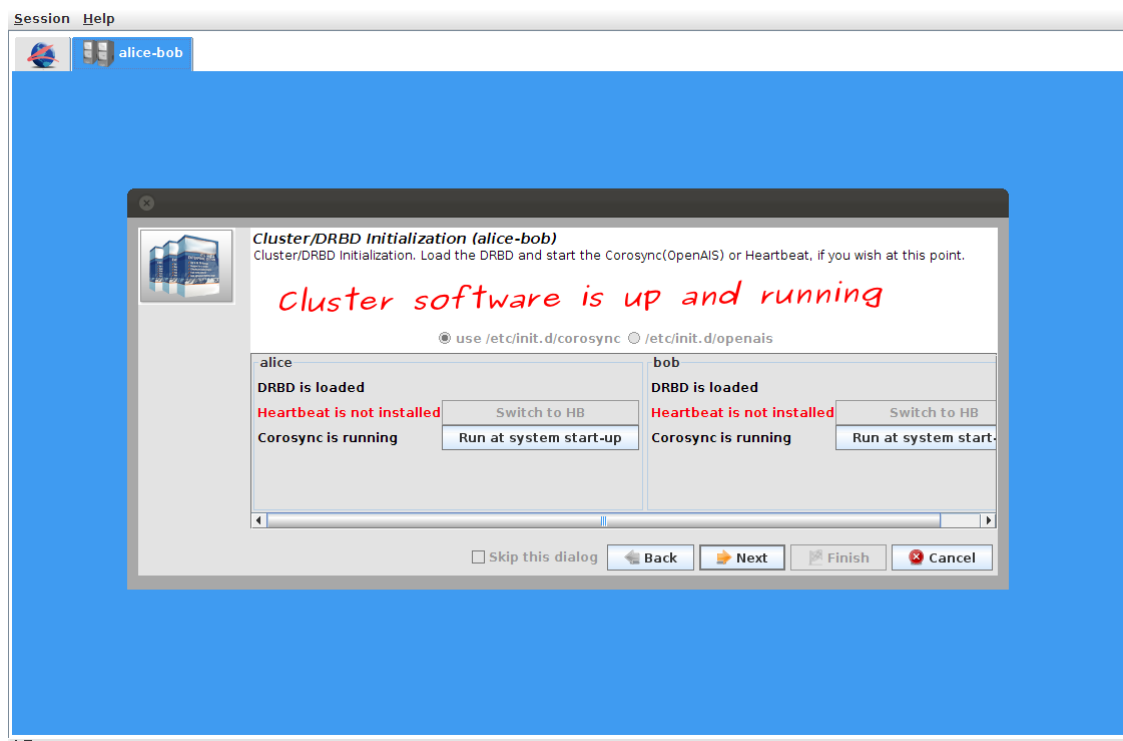 Session Help
alice-bob
Cluster/DRBD Initialization (alice-bob)
Cluster/DRBD Initialization. Load the DRBD and start the Corosync(OpenAIS) or Heartbeat, if you wish at this point.
Cluster software is up and running
use /etc/init.d/corosync /etc/init.d/openais
alice
DRBD is loaded
Heartbeat is not installed Switch to HB
Corosync is running Run at system start-up
bob
DRBD is loaded
Heartbeat is not installed Switch to HB
Corosync is running Run at system start-
Skip this dialog Back Next Finish Cancel